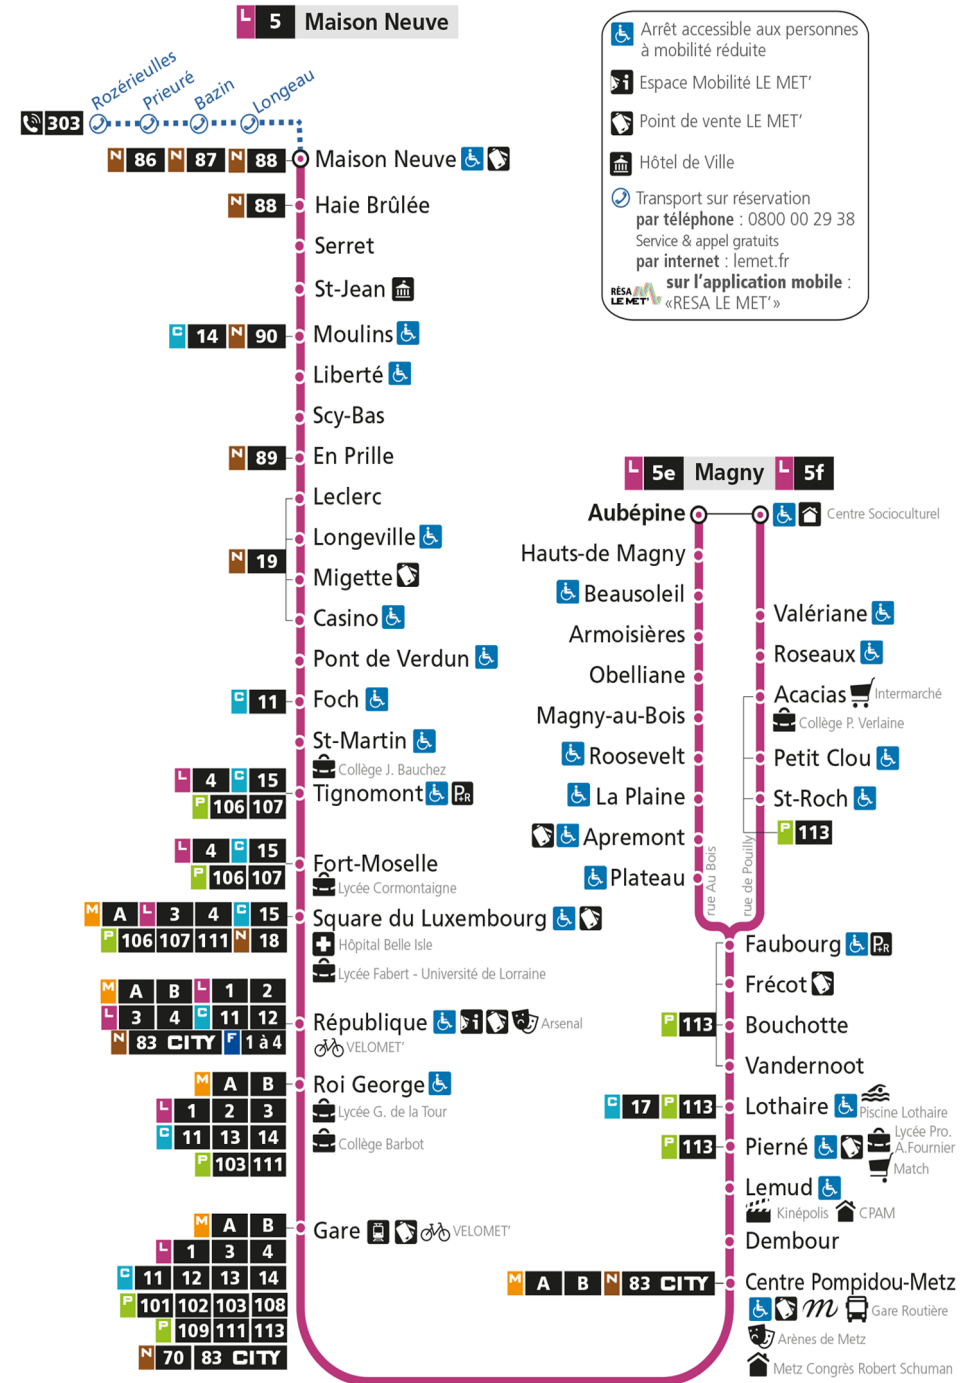 L 5 Maison Neuve
Rozérieulles
Prieuré
Bazin
Longeau
303
N 86 N 87 N 88 Maison Neuve
N 88 Haie Brûlée
Serret
St-Jean
C 14 N 90 Moulins
Liberté
Scy-Bas
N 89 En Prille
Leclerc
Longeville
N 19
Migette
Casino
Pont de Verdun
C 11 Foch
St-Martin
Collège J. Bauchez
L 4 C 15
Tignomont P+R
P 106 107
L 4 C 15
Fort-Moselle
P 106 107
Lycée Cormontaigne
M A L 3 4 C 15
Square du Luxembourg
P 106 107 111 N 18
Hôpital Belle Isle
Lycée Fabert - Université de Lorraine
M A B L 1 2
L 3 4 C 11 12
République Arsenal
N 83 CITY F 1 à 4
VELOMET'
M A B
Roi George
L 1 2 3
Lycée G. de la Tour
C 11 13 14
Collège Barbot
P 103 111
M A B
Gare VELOMET'
L 1 3 4
C 11 12 13 14
P 101 102 103 108
P 109 111 113
N 70 83 CITY
Arrêt accessible aux personnes
à mobilité réduite
Espace Mobilité LE MET'
Point de vente LE MET'
Hôtel de Ville
Transport sur réservation
par téléphone : 0800 00 29 38
Service & appel gratuits
par internet : lemet.fr
RÉSA
LE MET'
sur l'application mobile :
«RESA LE MET'»
L 5e Magny L 5f
Aubépine Centre Socioculturel
Hauts-de Magny
Beausoleil
Armoisières
Obelliane
Magny-au-Bois
Roosevelt
La Plaine
Apremont
Plateau
rue Au Bois
Valériane
Roseaux
Acacias Intermarché
Collège P. Verlaine
Petit Clou
St-Roch
P 113
rue de Pouilly
Faubourg P+R
Frécot
P 113 Bouchotte
Vandernoot
C 17 P 113 Lothaire Piscine Lothaire
P 113 Pierné
Lycée Pro.
A.Fournier
Match
Lemud
Kinépolis CPAM
Dembour
M A B N 83 CITY Centre Pompidou-Metz
m Gare Routière
Arènes de Metz
Metz Congrès Robert Schuman